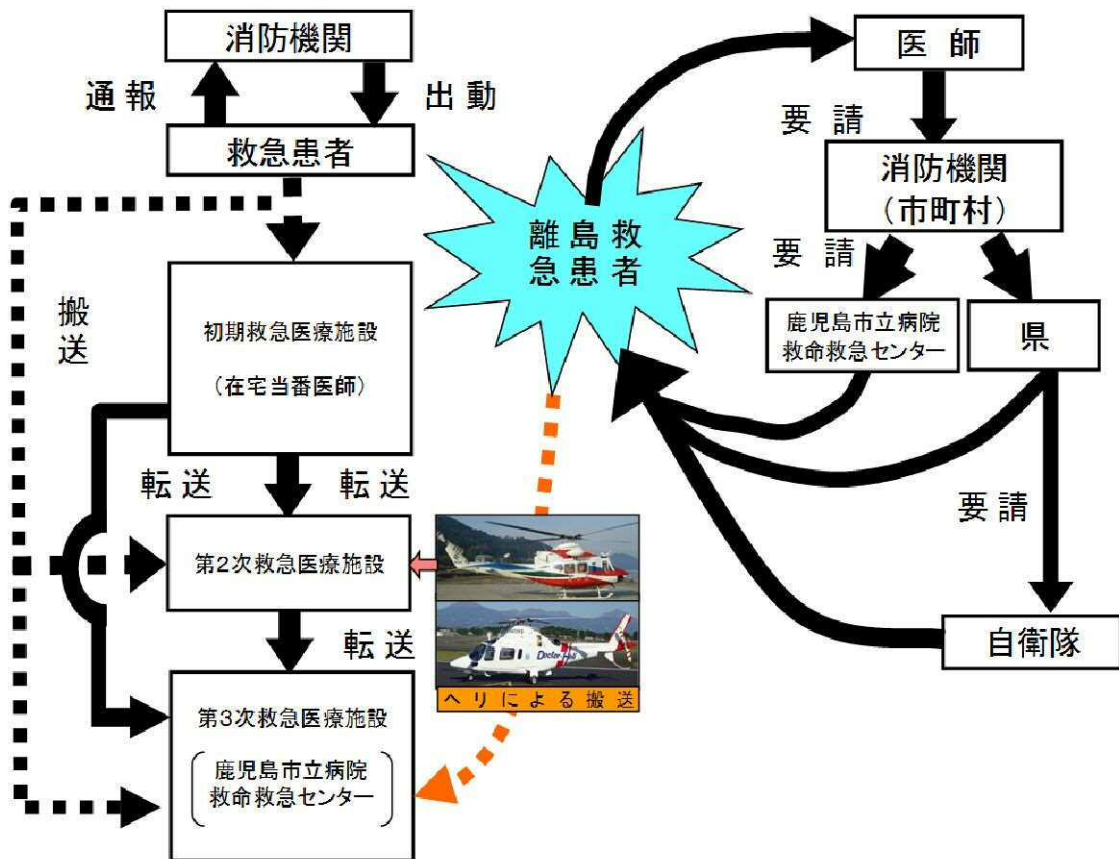 消防機関
通報
出動
救急患者
搬送
初期救急医療施設
（在宅当番医師）
転送
転送
第2次救急医療施設
転送
第3次救急医療施設
鹿児島市立病院
救命救急センター
離島救
急患者
ヘリによる搬送
医師
要請
消防機関
（市町村）
要請
鹿児島市立病院
救命救急センター
県
要請
自衛隊